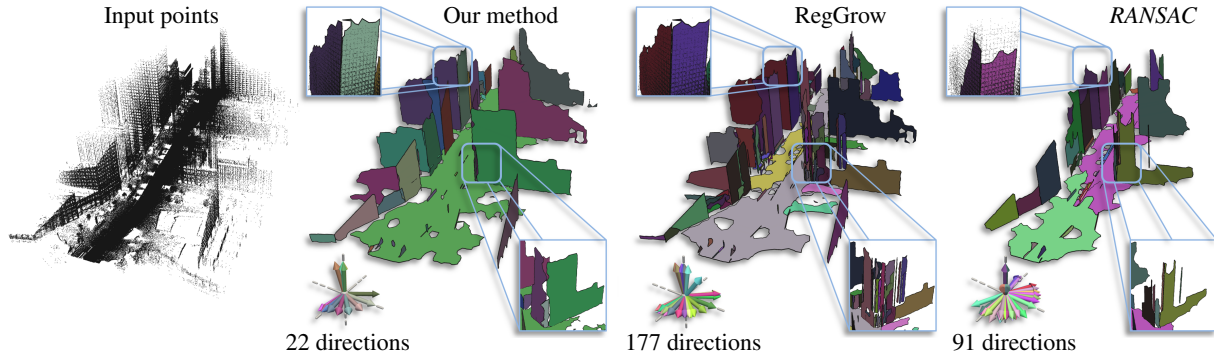 Input points
Our method
RegGrow
RANSAC
22 directions
177 directions
91 directions